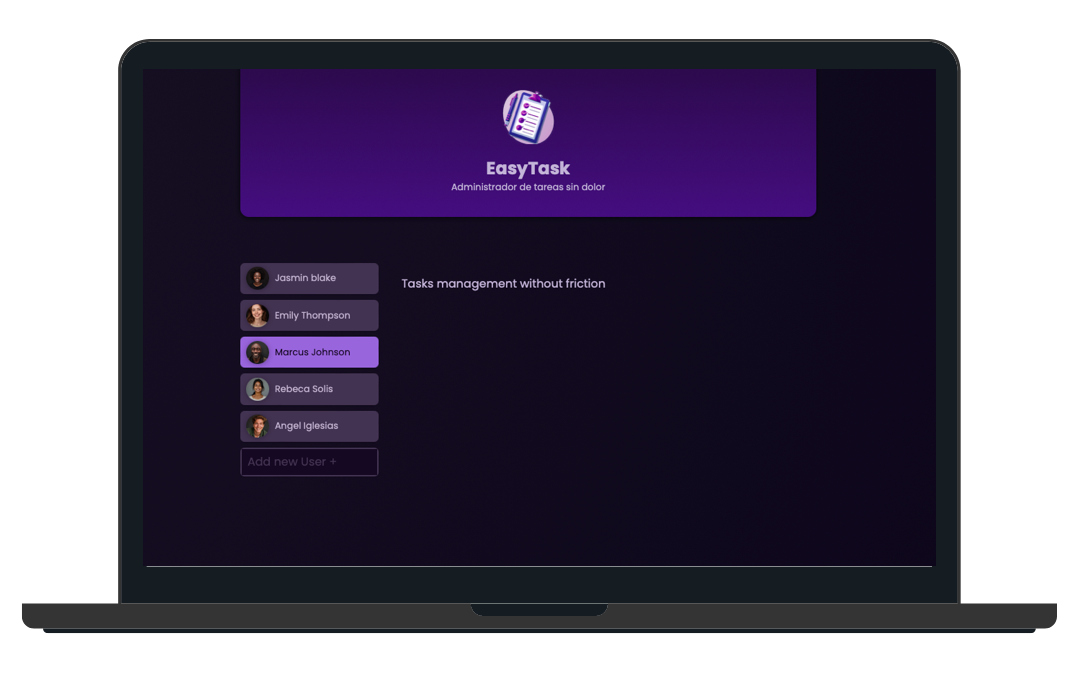 EasyTask
Administrador de tareas sin dolor
Jasmin blake
Tasks management without friction
Emily Thompson
Marcus Johnson
Rebeca Solis
Angel Iglesias
Add new User +